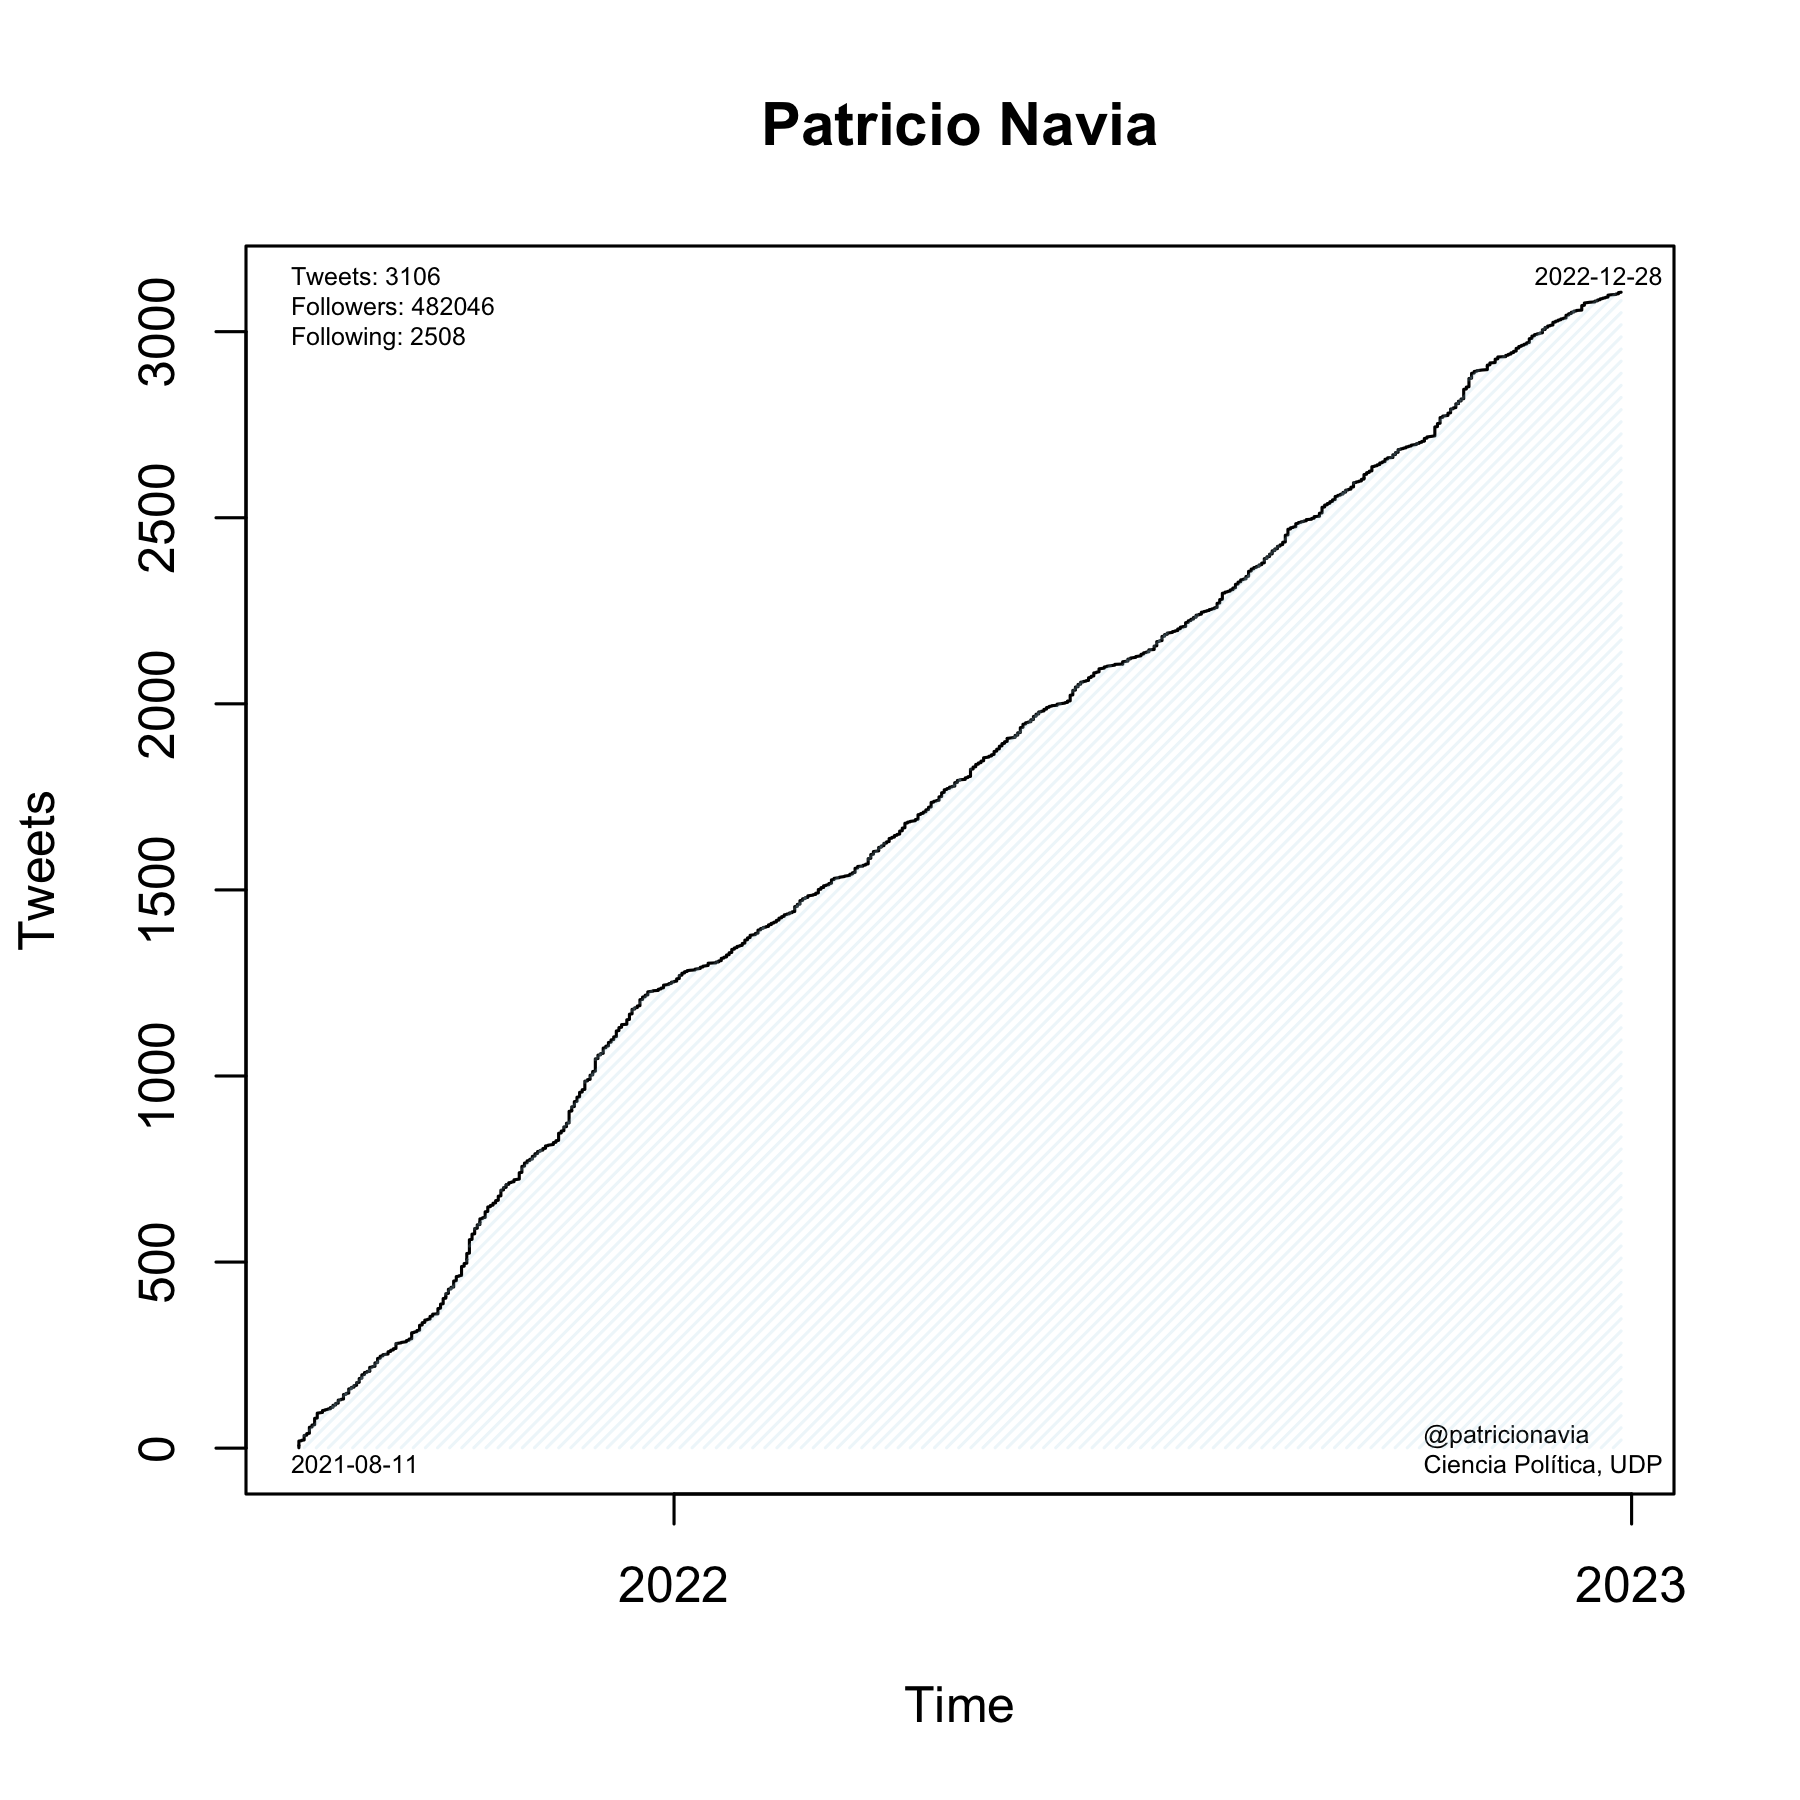 Patricio Navia
Tweets: 3106
Followers: 482046
Following: 2508
2022-12-28
3000
2500
2000
1500
1000
500
0
Tweets
@patricionavia
Ciencia Política, UDP
2021-08-11
2022
2023
Time